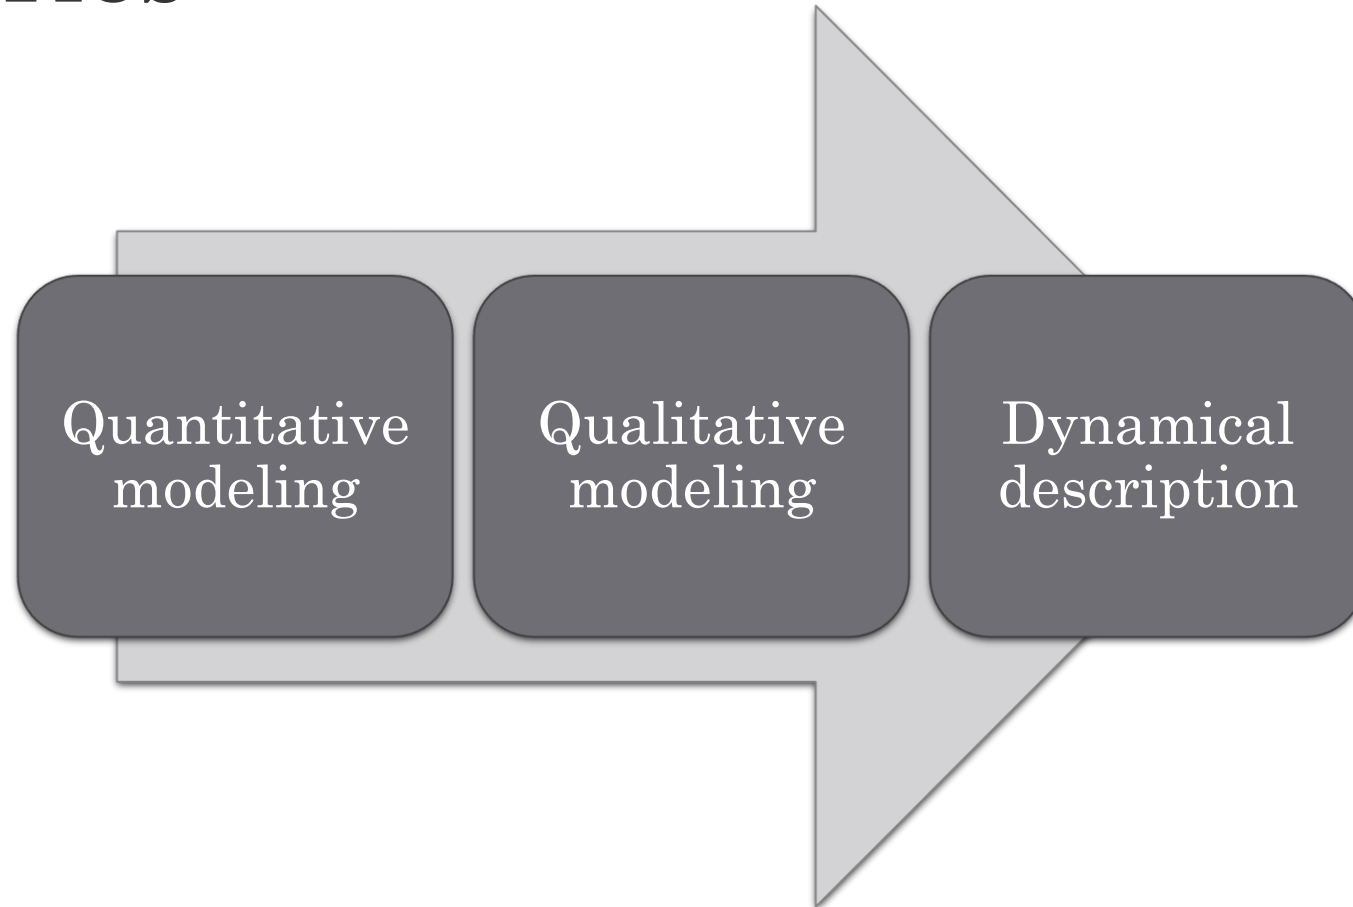 Quantitative
modeling
Qualitative
modeling
Dynamical
description